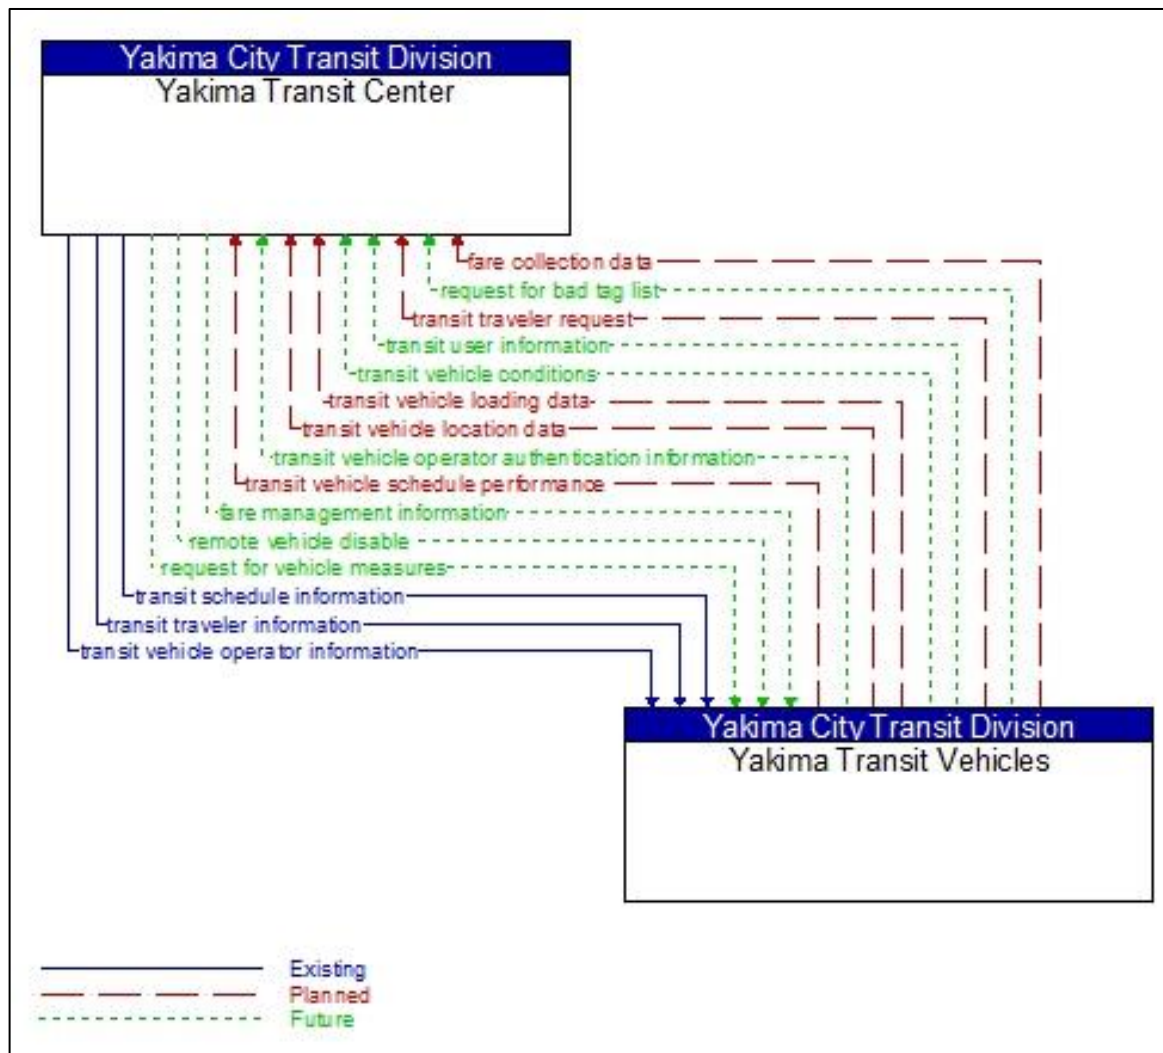 Yakima City Transit Division
Yakima Transit Center
fare collection data
request for bad tag list
transit traveler request
transit user information
transit vehicle conditions
transit vehicle loading data
transit vehicle location data
transit vehicle operator authentication information
transit vehicle schedule performance
fare management information
remote vehicle disable
request for vehicle measures
transit schedule information
transit traveler information
transit vehicle operator information
Yakima City Transit Division
Yakima Transit Vehicles
Existing
Planned
Future